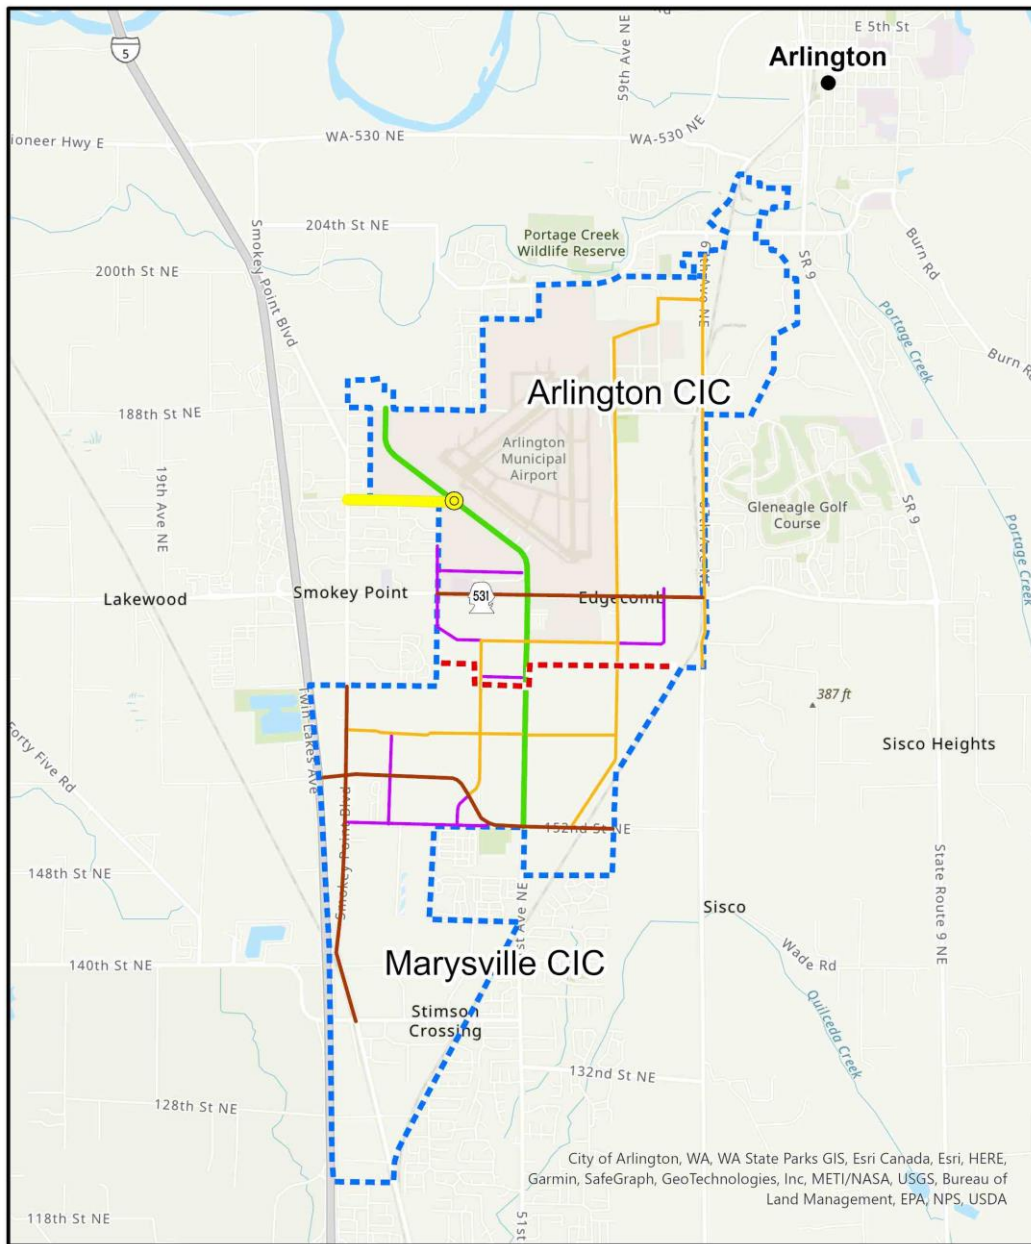 E 5th St
Arlington
5
59th Ave NE
WA-530 NE
WA-530 NE
ioneer Hwy E
204th St NE
Portage Creek
Wildlife Reserve
Smokey Point Blvd
200th St NE
SR 9
Burn Rd
Portage Creek
Burn Rd
Arlington CIC
188th St NE
Arlington
Municipal
Airport
19th Ave NE
Gleneagle Golf
Course
SR 9
Portage Creek
Lakewood
Smokey Point
531
Edgecomb
387 ft
Twin Lakes Ave
Forty Five Rd
Sisco Heights
Smokey Point Blvd
152nd St NE
148th St NE
State Route 9 NE
st Ave NE
Sisco
Marysville CIC
140th St NE
Wade Rd
Quilceda Creek
Stimson
Crossing
132nd St NE
128th St NE
City of Arlington, WA, WA State Parks GIS, Esri Canada, Esri, HERE,
Garmin, SafeGraph, GeoTechnologies, Inc, METI/NASA, USGS, Bureau of
Land Management, EPA, NPS, USDA
118th St NE
51st